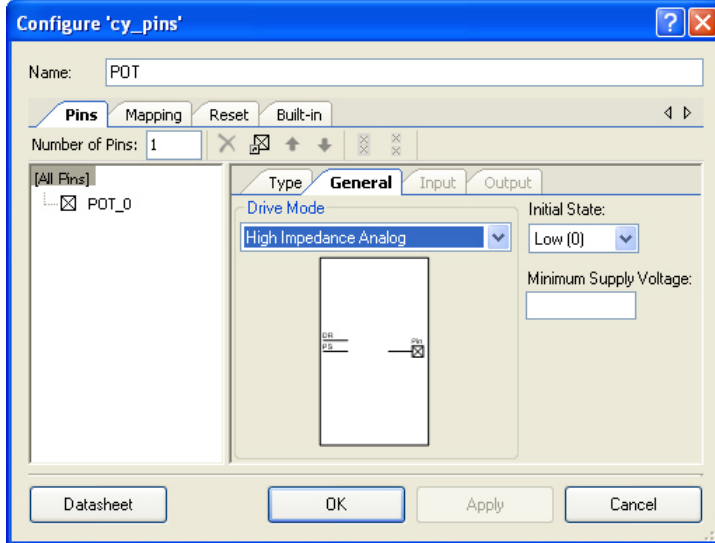 Configure 'cy_pins'
Name: POT
Pins Mapping Reset Built-in
Number of Pins: 1
[All Pins]
POT_0
Type General Input Output
Drive Mode
High Impedance Analog
Initial State:
Low (0)
Minimum Supply Voltage:
DR
PS
Pin
Datasheet OK Apply Cancel